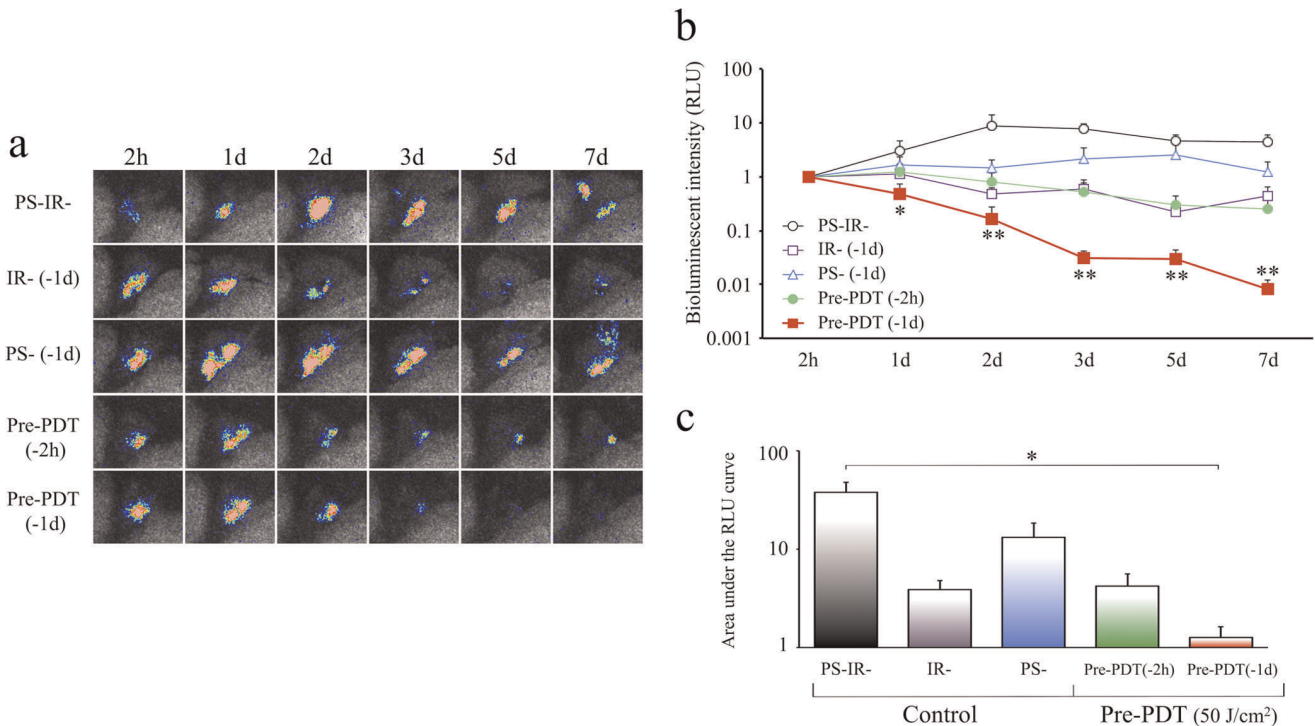 a
2h 1d 2d 3d 5d 7d
PS-IR-
IR- (-1d)
PS- (-1d)
Pre-PDT
(-2h)
Pre-PDT
(-1d)
b
Bioluminescent intensity (RLU)
100
10
1
0.1
0.01
0.001
PS-IR-
IR- (-1d)
PS- (-1d)
Pre-PDT (-2h)
Pre-PDT (-1d)
* ** ** ** **
2h 1d 2d 3d 5d 7d
c
Area under the RLU curve
100
10
1
*
PS-IR- IR- PS- Pre-PDT(-2h) Pre-PDT(-1d)
Control Pre-PDT (50 J/cm²)